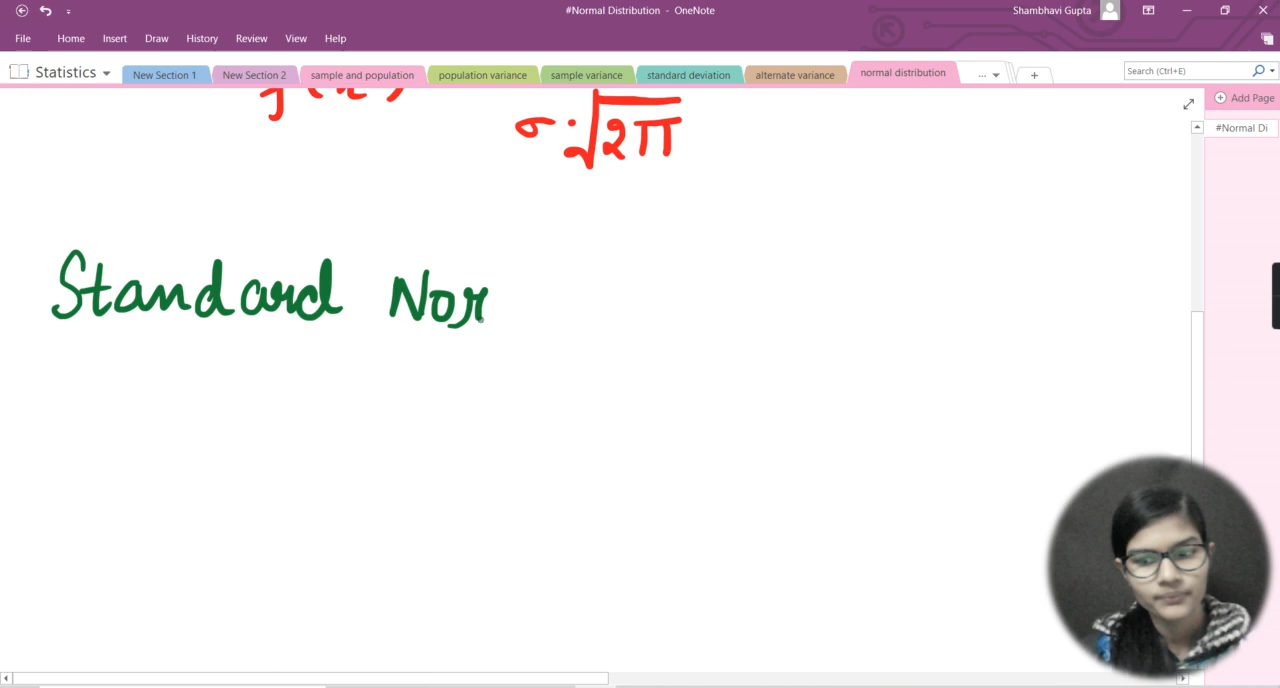 #Normal Distribution - OneNote
Shambhavi Gupta
File Home Insert Draw History Review View Help
Statistics
New Section 1
New Section 2
sample and population
population variance
sample variance
standard deviation
alternate variance
normal distribution
...
+
Search (Ctrl+E)
Add Page
#Normal Di
σ·√2π
Standard Nor